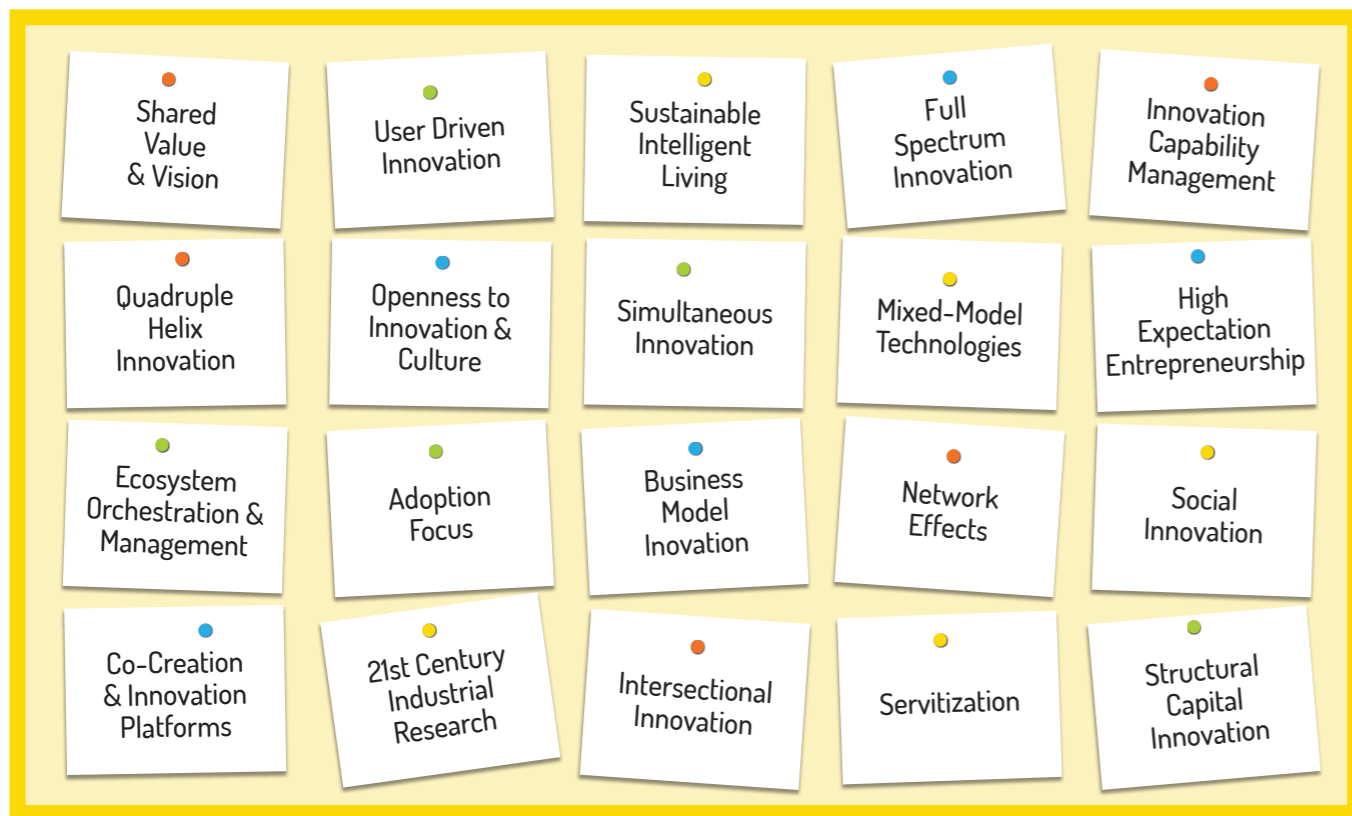 Shared
Value
& Vision
User Driven
Innovation
Sustainable
Intelligent
Living
Full
Spectrum
Innovation
Innovation
Capability
Management
Quadruple
Helix
Innovation
Openness to
Innovation &
Culture
Simultaneous
Innovation
Mixed-Model
Technologies
High
Expectation
Entrepreneurship
Ecosystem
Orchestration &
Management
Adoption
Focus
Business
Model
Inovation
Network
Effects
Social
Innovation
Co-Creation
& Innovation
Platforms
21st Century
Industrial
Research
Intersectional
Innovation
Servitization
Structural
Capital
Innovation